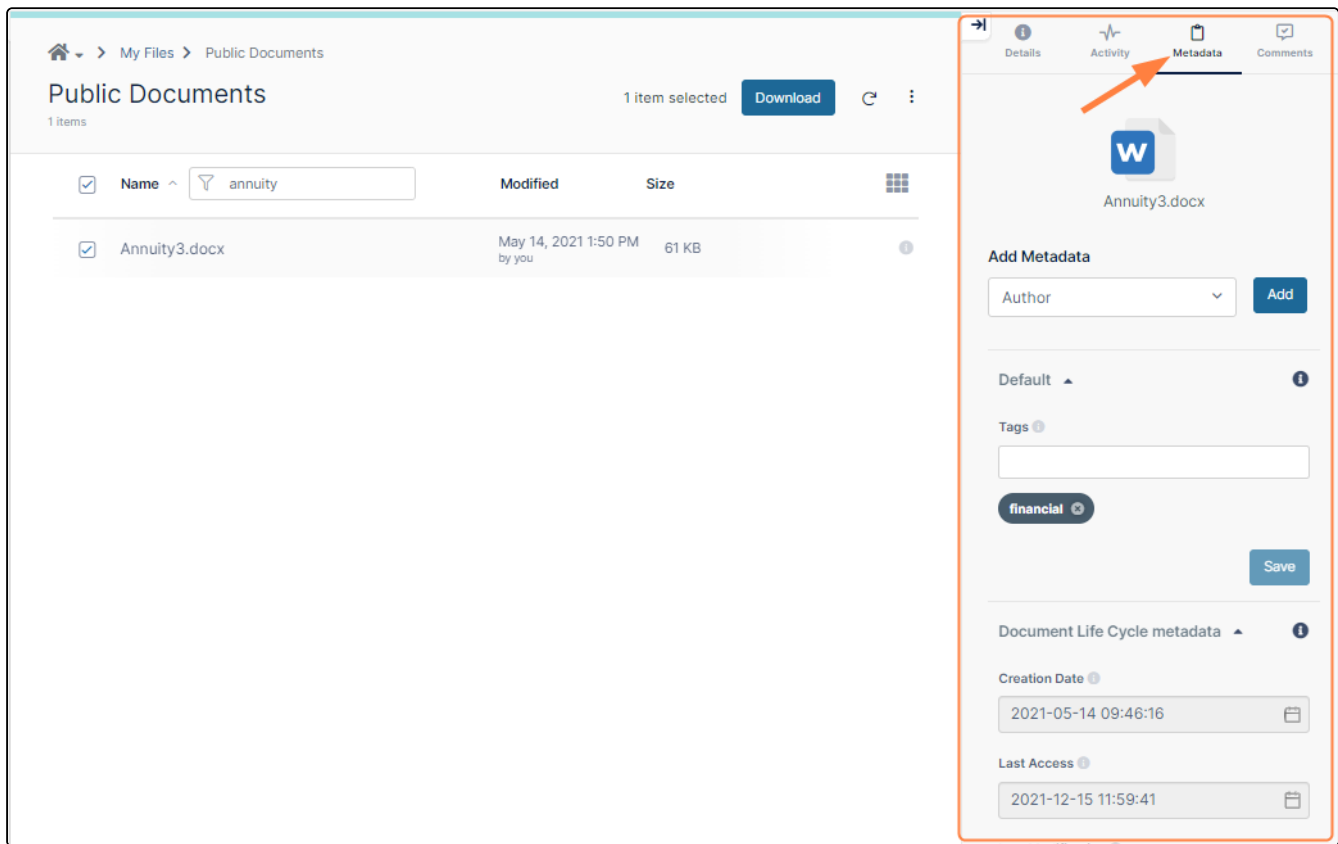 My Files Public Documents
Public Documents
1 items
1 item selected Download
Name annuity Modified Size
Annuity3.docx May 14, 2021 1:50 PM 61 KB
by you
Details Activity Metadata Comments
W
Annuity3.docx
Add Metadata
Author Add
Default
Tags
financial
Save
Document Life Cycle metadata
Creation Date
2021-05-14 09:46:16
Last Access
2021-12-15 11:59:41